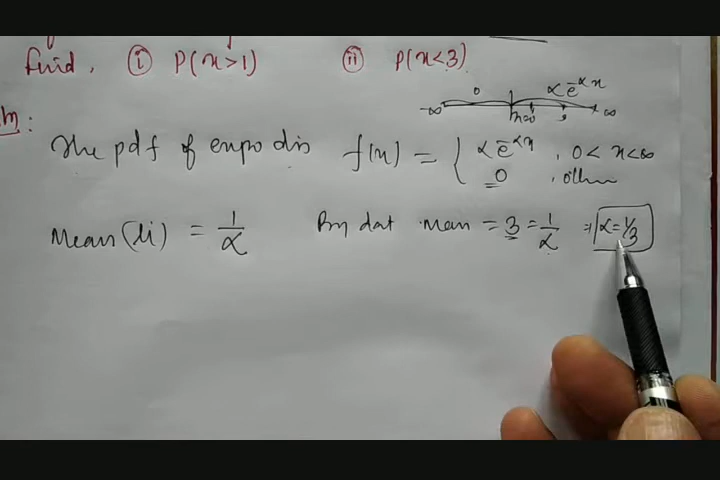 find, (i) P(x>1) (ii) P(x<3)
-∞ 0 x=0 3 αe^-αx ∞
The pdf of expo dis f(x) = { αe^-αx , 0 < x < ∞
0 , other
Mean (μ) = 1/α By dat Mean = 3 = 1/α ⇒ α = 1/3